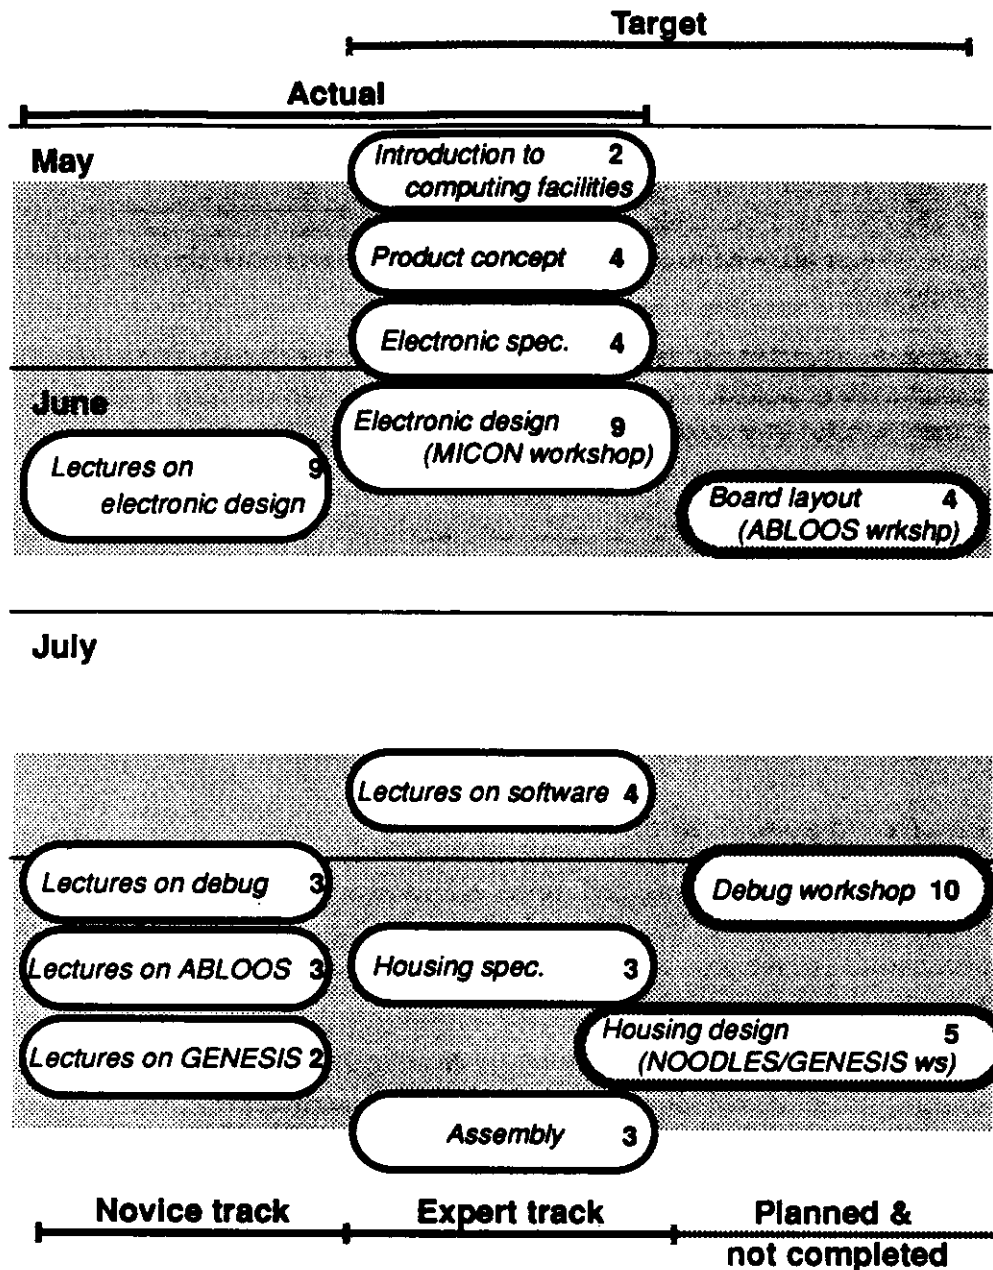 Target
Actual
May
Introduction to 2
computing facilities
Product concept 4
Electronic spec. 4
June
Electronic design 9
(MICON workshop)
Lectures on 9
electronic design
Board layout 4
(ABLOOS wrkshp)
July
Lectures on software 4
Lectures on debug 3
Debug workshop 10
Lectures on ABLOOS 3
Housing spec. 3
Housing design 5
(NOODLES/GENESIS ws)
Lectures on GENESIS 2
Assembly 3
Novice track
Expert track
Planned &
not completed